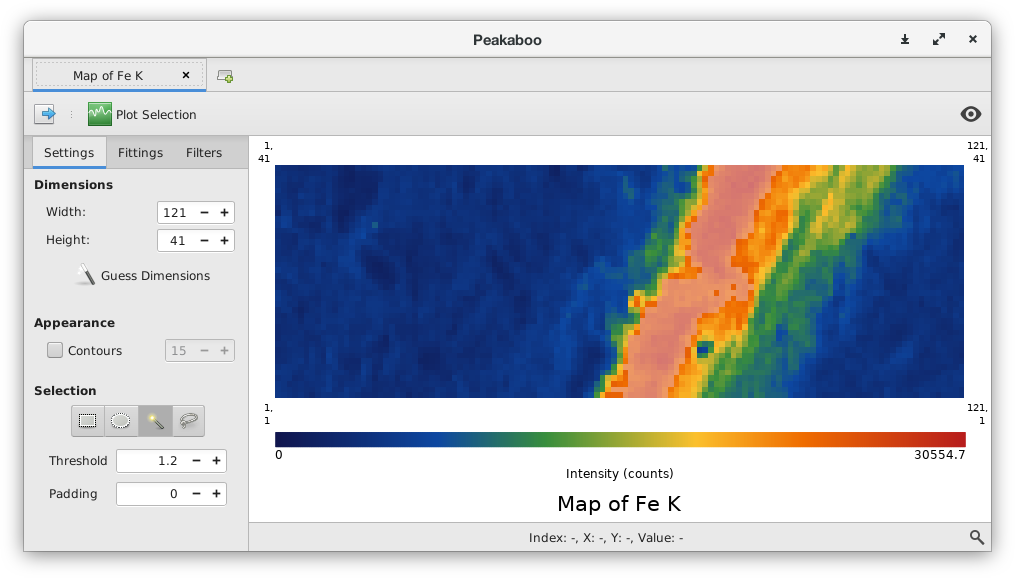 Peakaboo
Map of Fe K
Plot Selection
Settings Fittings Filters
Dimensions
Width: 121
Height: 41
Guess Dimensions
Appearance
Contours 15
Selection
Threshold 1.2
Padding 0
1,
41
121,
41
1,
1
121,
1
0 30554.7
Intensity (counts)
Map of Fe K
Index: -, X: -, Y: -, Value: -